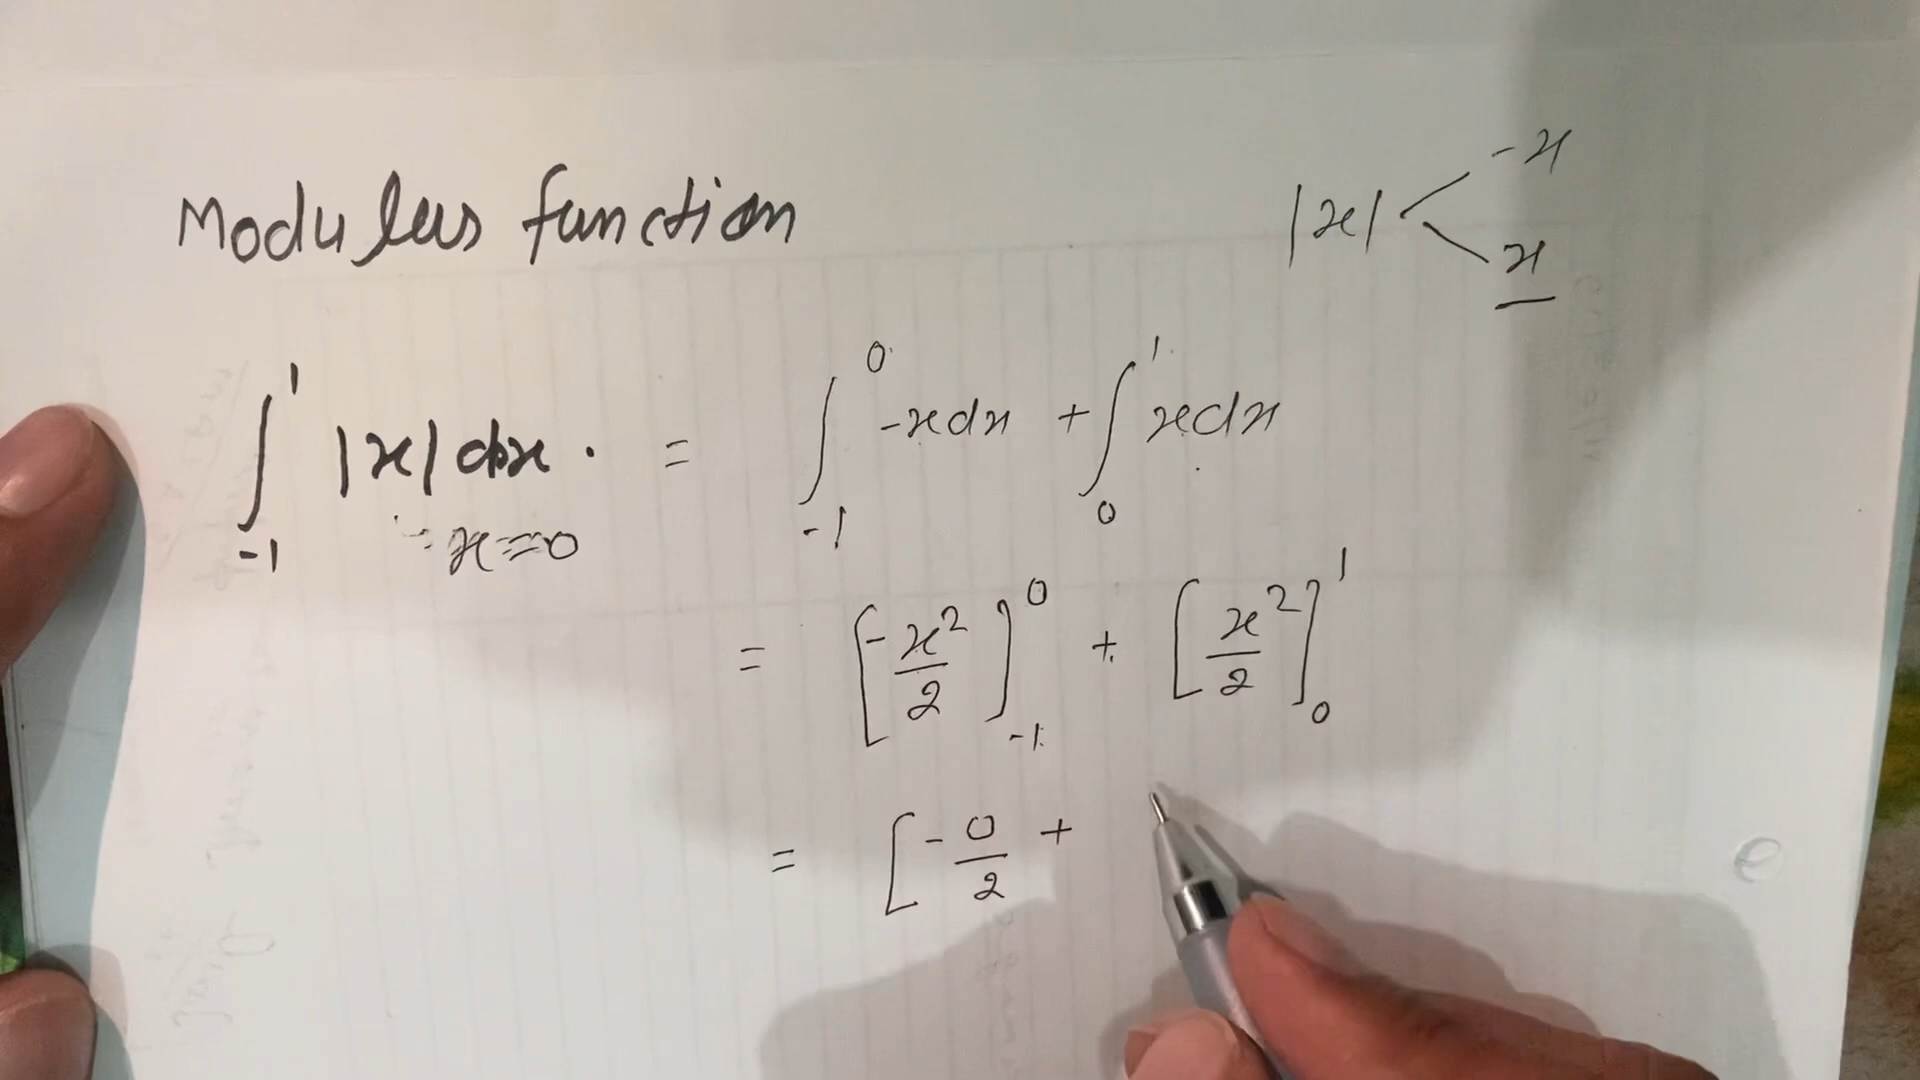 Modulus function |x| < -x x
∫_{-1}^{1} |x| dx . = ∫_{-1}^{0} -x dx + ∫_{0}^{1} x dx
x = 0
= [-x²/2]_{-1}^{0} + [x²/2]_{0}^{1}
= [-0/2 +